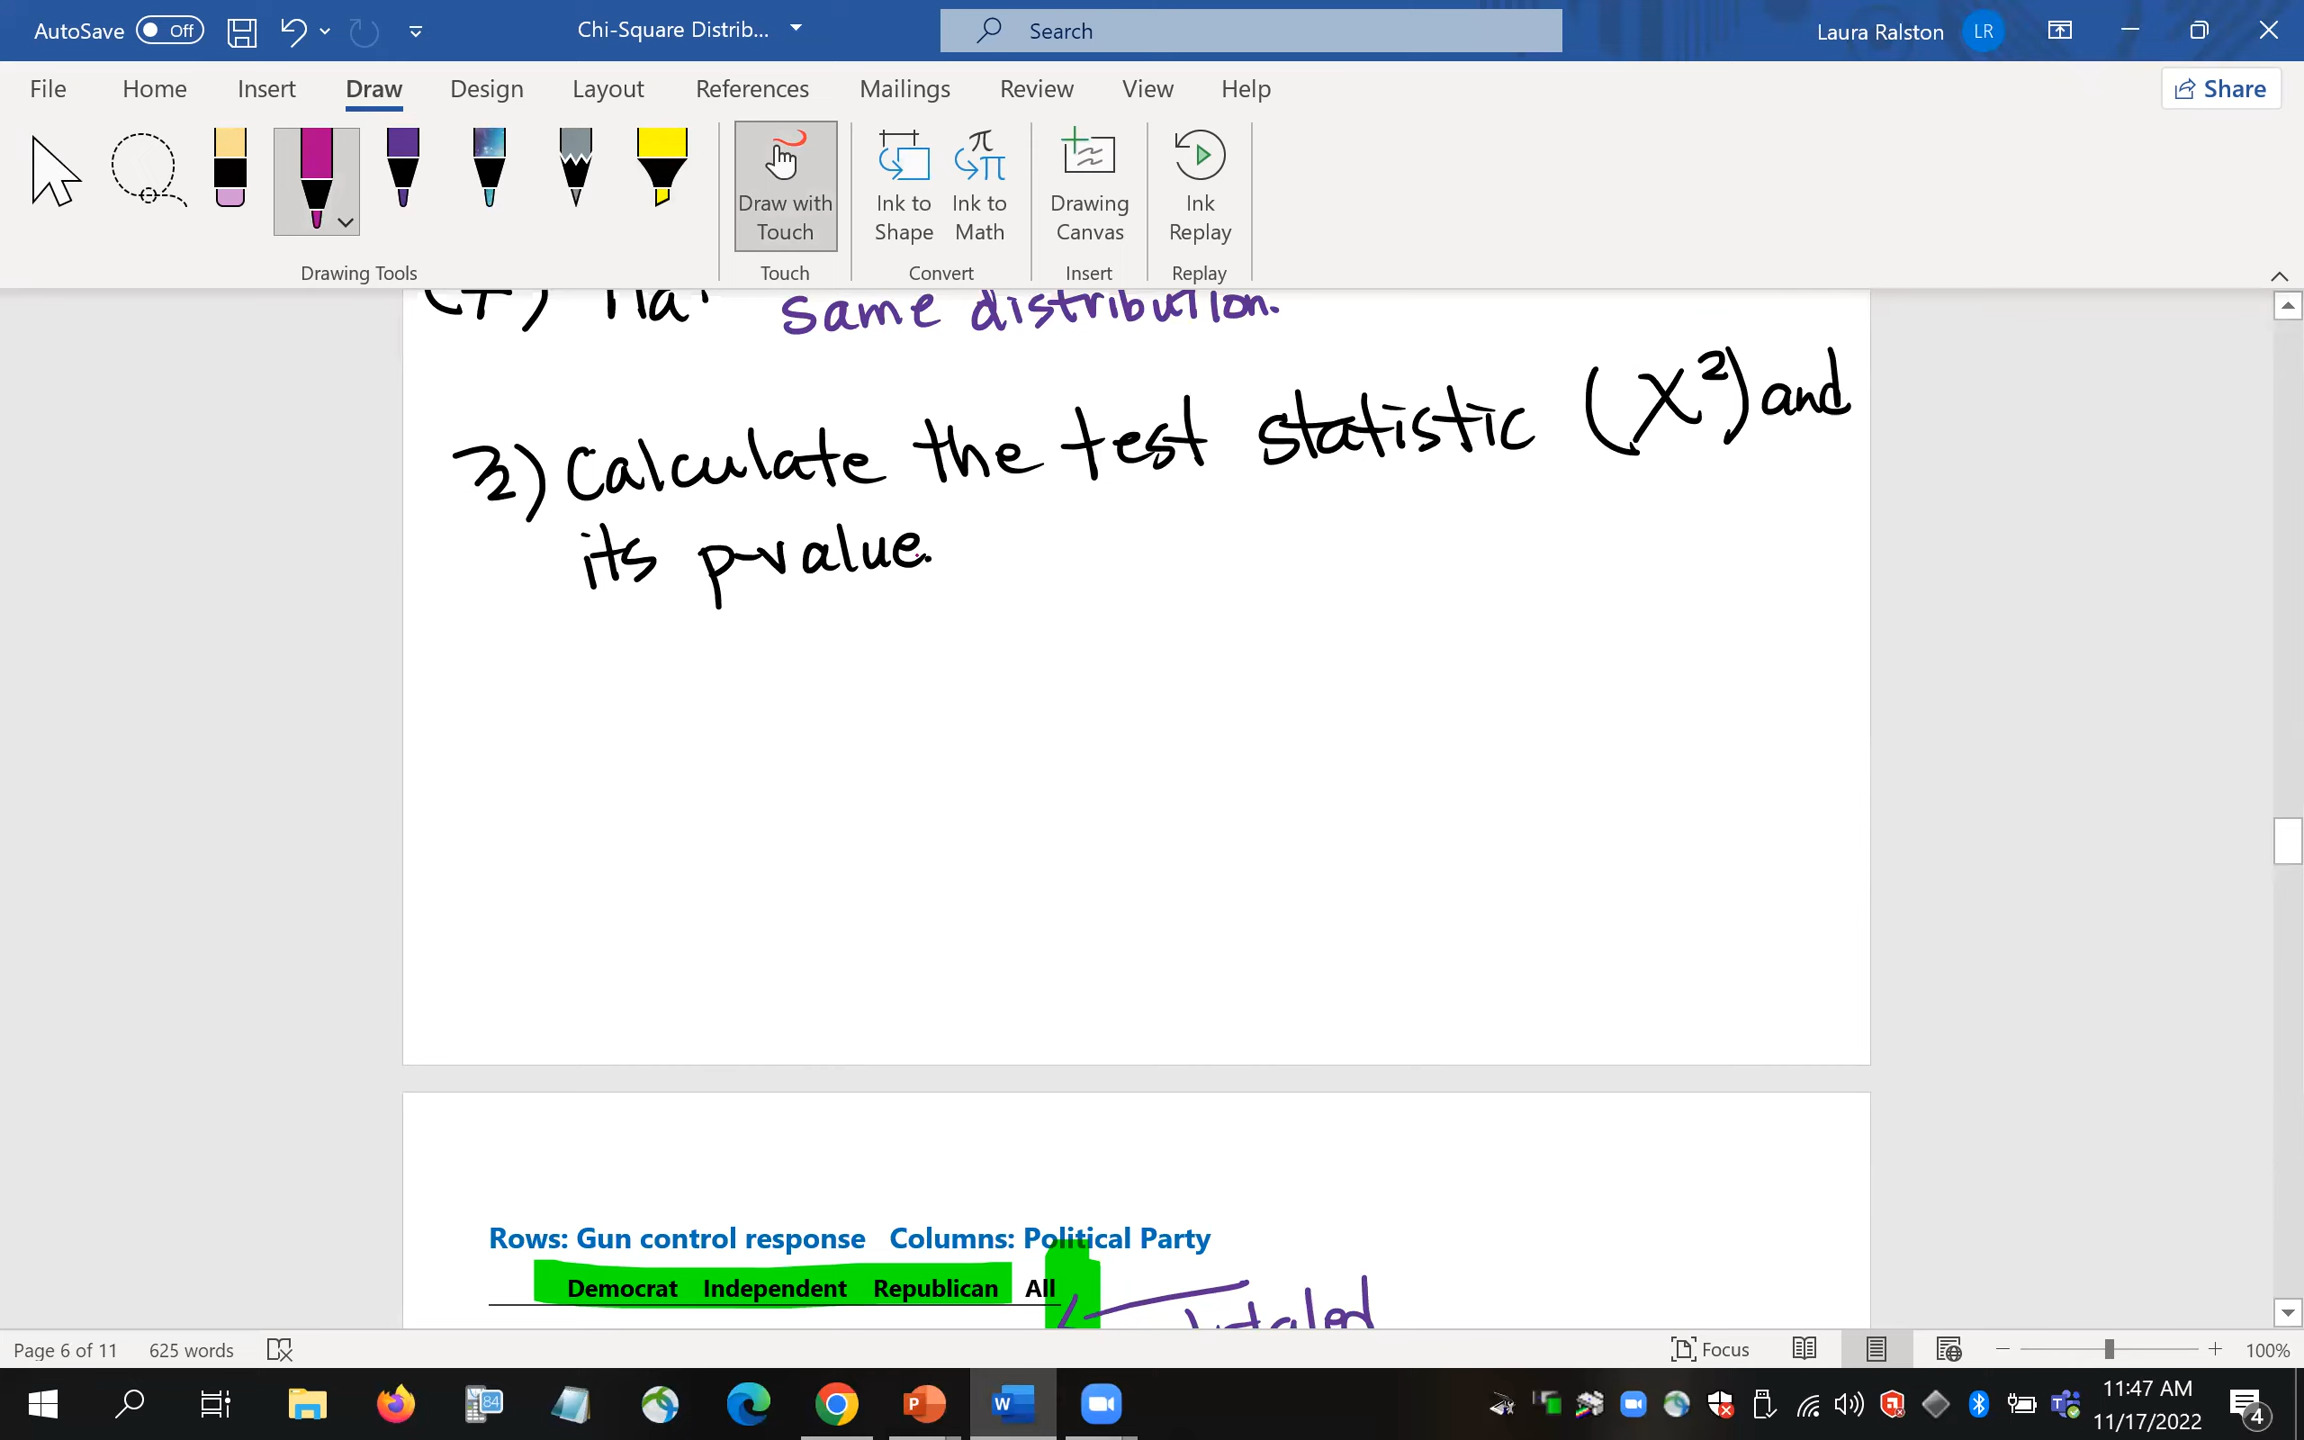 AutoSave Off Chi-Square Distrib... Search Laura Ralston LR
File Home Insert Draw Design Layout References Mailings Review View Help Share
Draw with Touch
Ink to Shape
Ink to Math
Drawing Canvas
Ink Replay
Drawing Tools Touch Convert Insert Replay
Ha:
same distribution.
3) Calculate the test statistic (X²) and
its p-value.
Rows: Gun control response Columns: Political Party
Democrat Independent Republican All
Page 6 of 11 625 words Focus 100%
84 P W 11:47 AM
11/17/2022 4